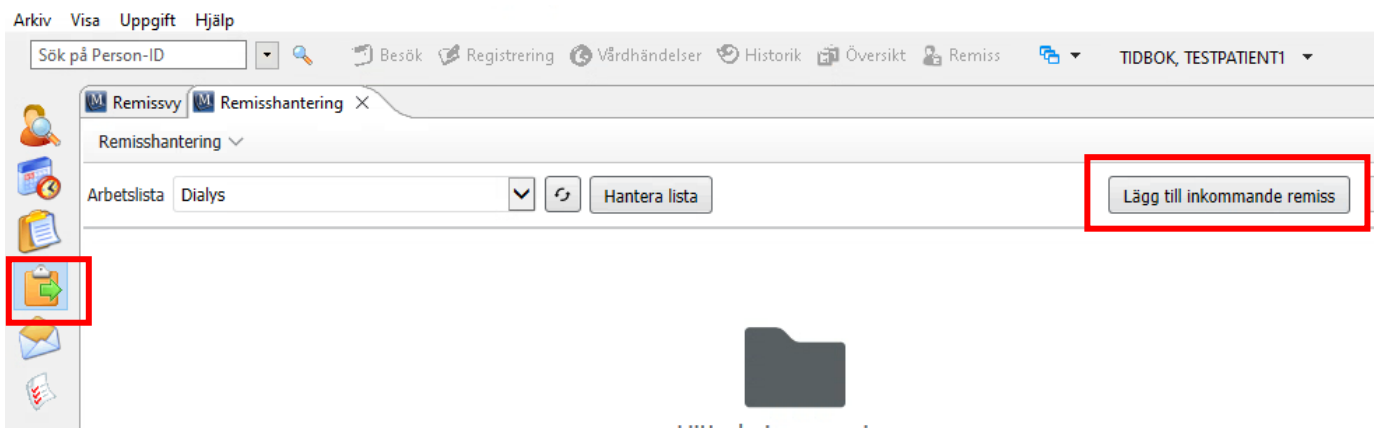 Arkiv Visa Uppgift Hjälp
Sök på Person-ID Besök Registrering Vårdhändelser Historik Översikt Remiss TIDBOK, TESTPATIENT1
M Remissvy M Remisshantering
Remisshantering
Arbetslista Dialys Hantera lista Lägg till inkommande remiss